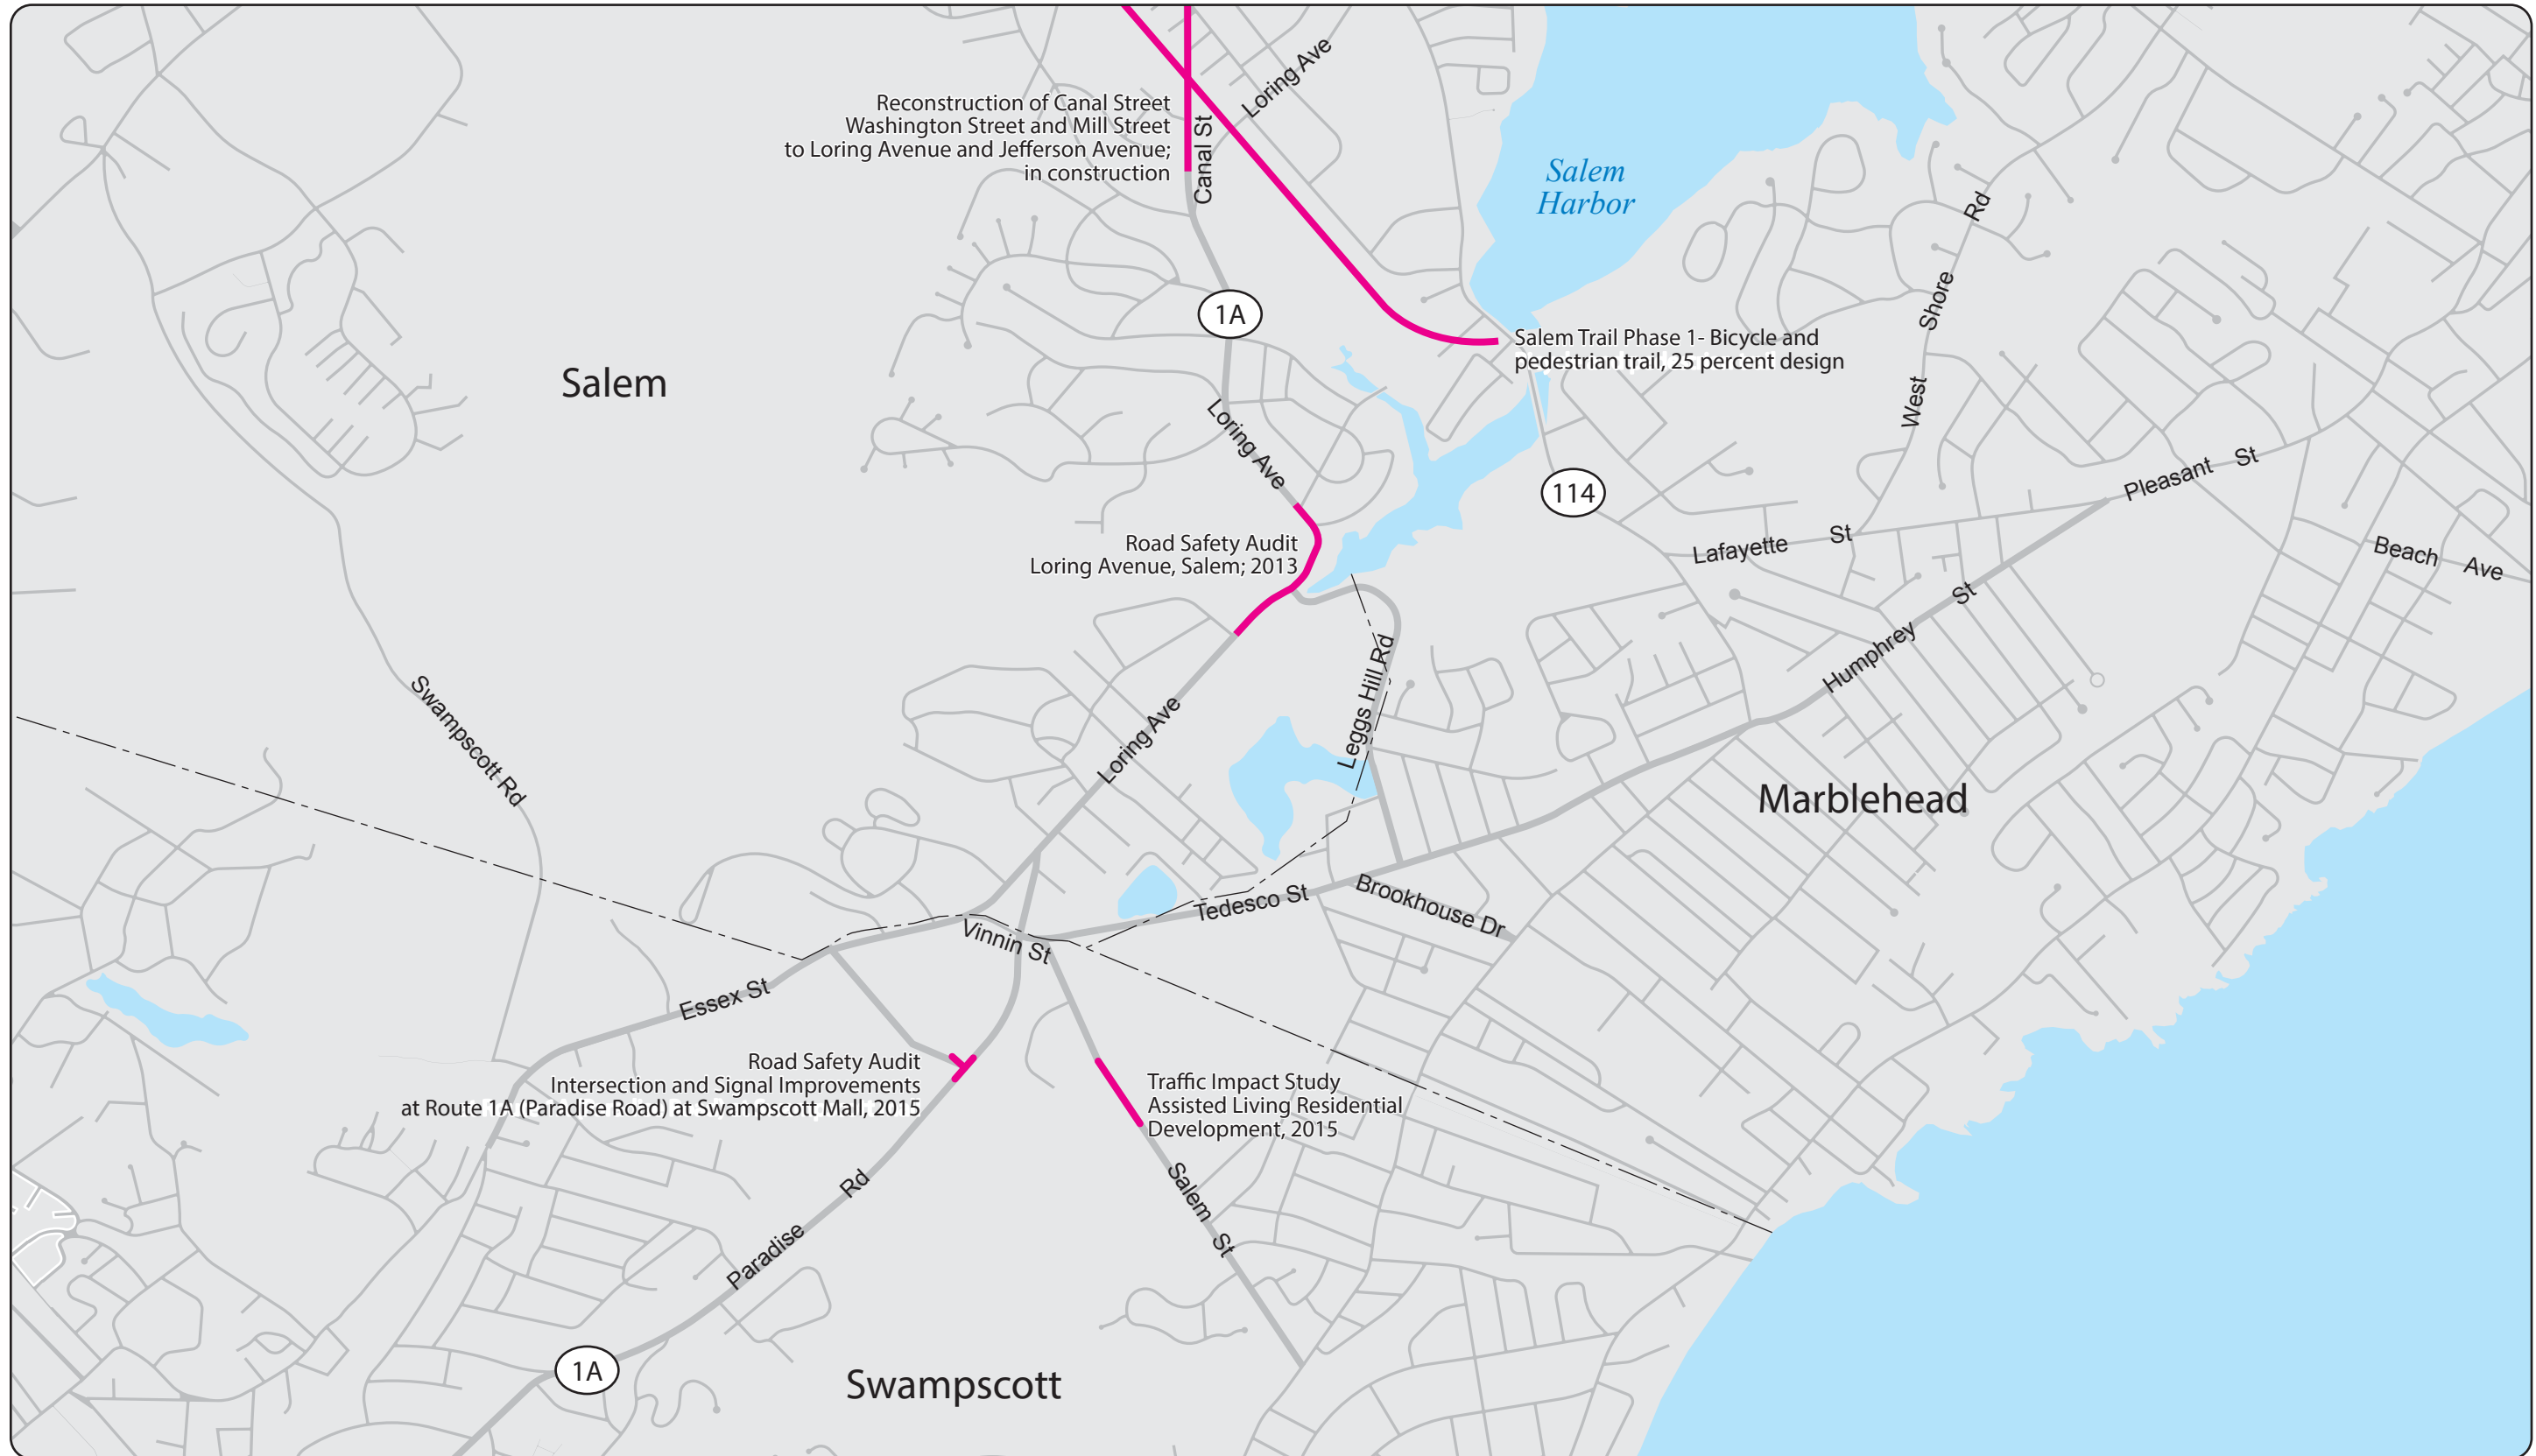 Loring Ave
Reconstruction of Canal Street
Washington Street and Mill Street
to Loring Avenue and Jefferson Avenue;
in construction
Canal St
Salem
Harbor
West Shore Rd
1A
Salem Trail Phase 1- Bicycle and
pedestrian trail, 25 percent design
Salem
Loring Ave
114
Pleasant St
Lafayette St
Beach Ave
Road Safety Audit
Loring Avenue, Salem; 2013
Humphrey St
Leggs Hill Rd
Swampscott Rd
Loring Ave
Marblehead
Tedesco St
Brookhouse Dr
Vinnin St
Essex St
Road Safety Audit
Intersection and Signal Improvements
at Route 1A (Paradise Road) at Swampscott Mall, 2015
Traffic Impact Study
Assisted Living Residential
Development, 2015
Salem St
Paradise Rd
1A
Swampscott